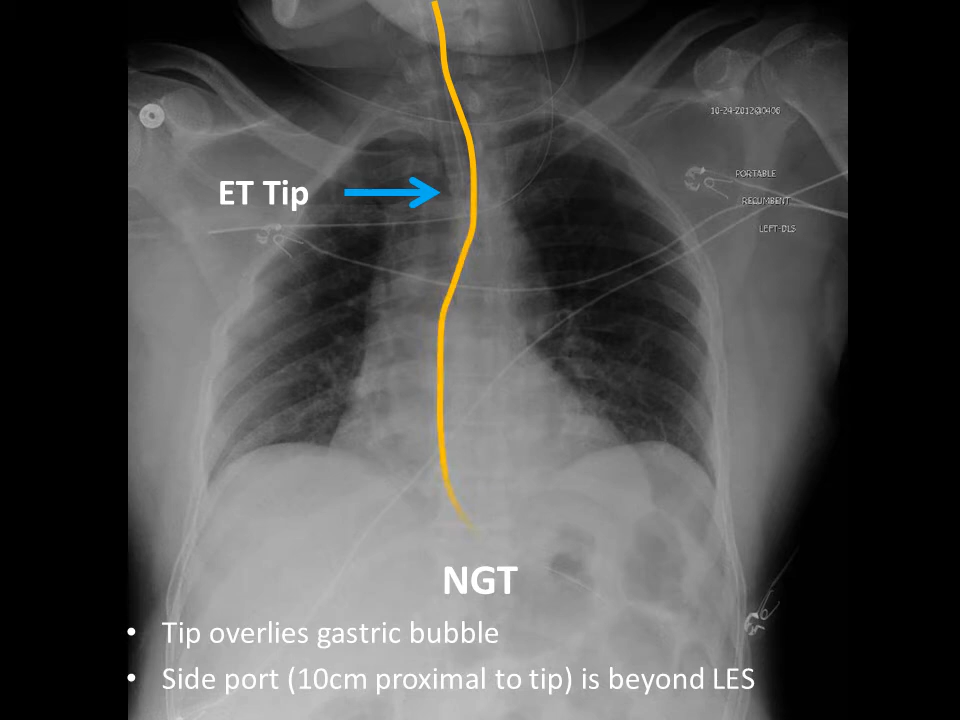 10-24-2012@0406
PORTABLE
ET Tip
RECUMBENT
LEFT-DLS
NGT
• Tip overlies gastric bubble
• Side port (10cm proximal to tip) is beyond LES